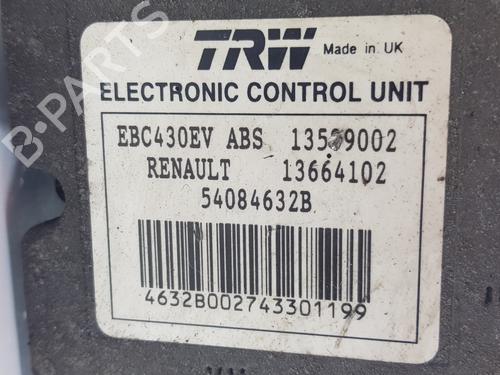 TRW Made in UK
ELECTRONIC CONTROL UNIT
EBC430EV ABS 13509002
RENAULT 13664102
54084632B
4632B002743301199
B-PARTS